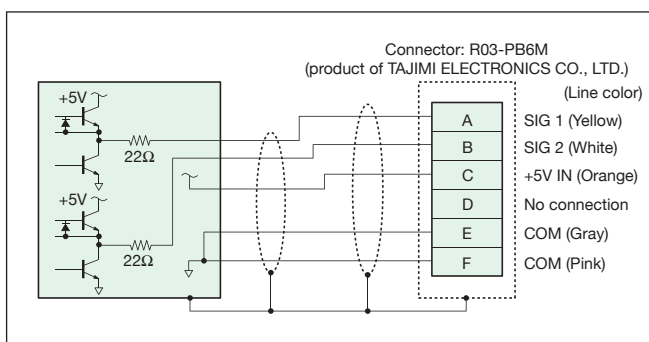 Connector: R03-PB6M
(product of TAJIMI ELECTRONICS CO., LTD.)
(Line color)
+5V
22Ω
+5V
22Ω
A SIG 1 (Yellow)
B SIG 2 (White)
C +5V IN (Orange)
D No connection
E COM (Gray)
F COM (Pink)